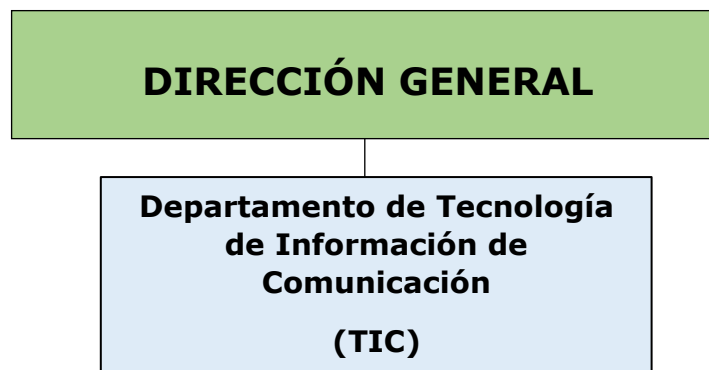 DIRECCIÓN GENERAL
Departamento de Tecnología
de Información de
Comunicación
(TIC)